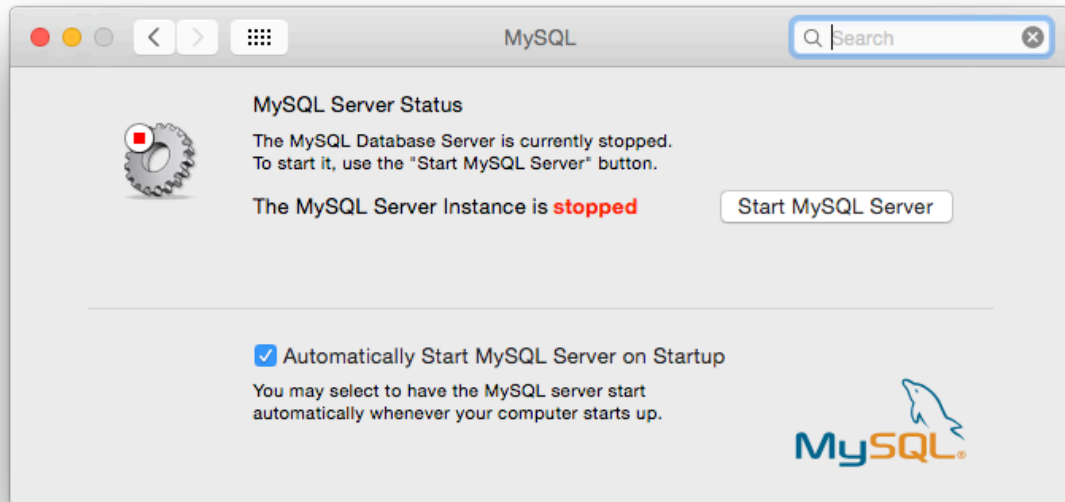 MySQL
Search
MySQL Server Status
The MySQL Database Server is currently stopped.
To start it, use the "Start MySQL Server" button.
The MySQL Server Instance is stopped
Start MySQL Server
Automatically Start MySQL Server on Startup
You may select to have the MySQL server start
automatically whenever your computer starts up.
MySQL®